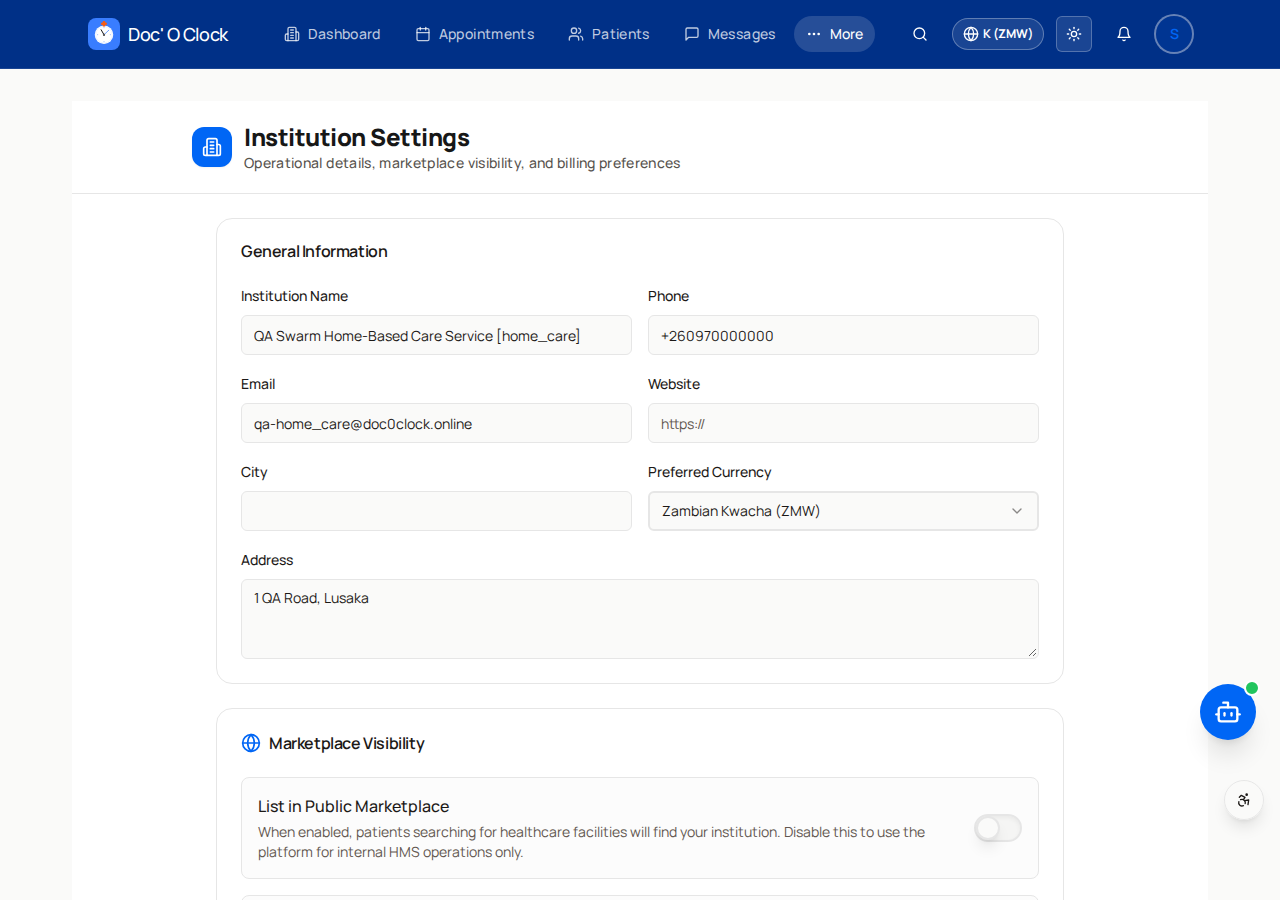 Doc' O Clock
Dashboard
Appointments
Patients
Messages
More
K (ZMW)
S
Institution Settings
Operational details, marketplace visibility, and billing preferences
General Information
Institution Name
Phone
QA Swarm Home-Based Care Service [home_care]
+260970000000
Email
Website
qa-home_care@doc0clock.online
https://
City
Preferred Currency
Zambian Kwacha (ZMW)
Address
1 QA Road, Lusaka
Marketplace Visibility
List in Public Marketplace
When enabled, patients searching for healthcare facilities will find your institution. Disable this to use the
platform for internal HMS operations only.